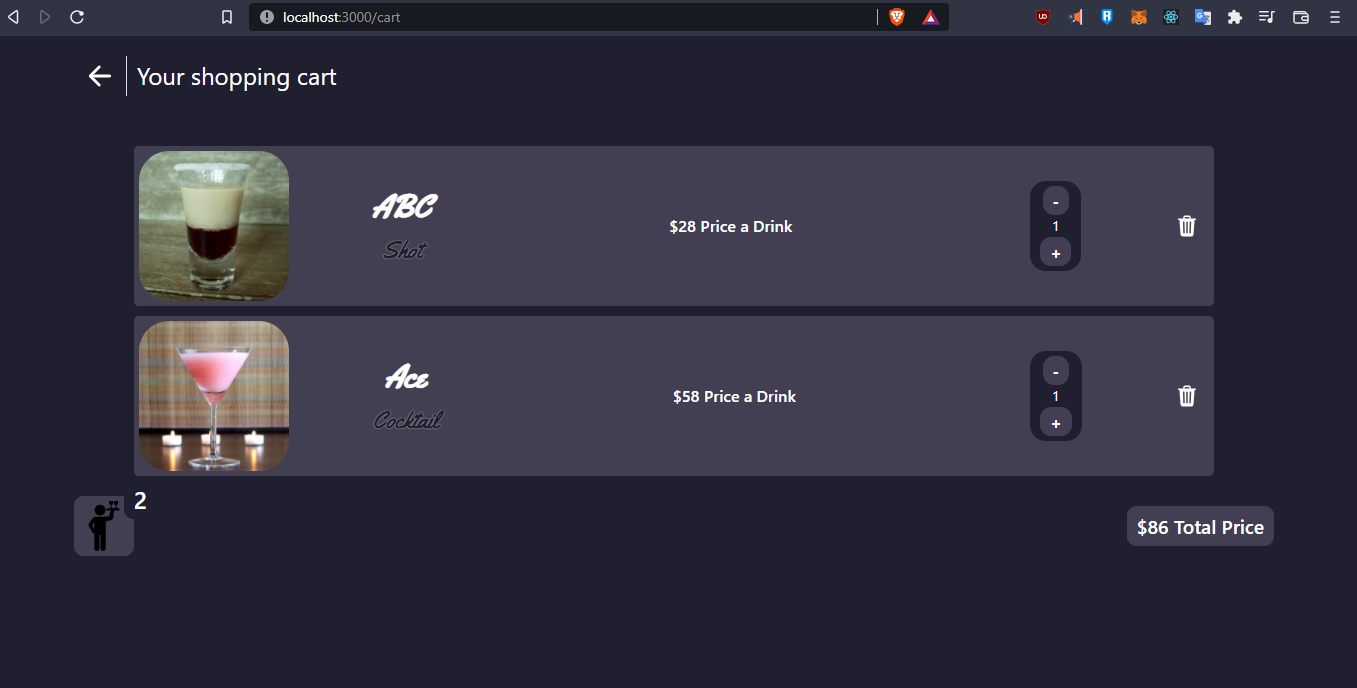 localhost:3000/cart
Your shopping cart
ABC
Shot
$28 Price a Drink
-
1
+
Ace
Cocktail
$58 Price a Drink
-
1
+
2
$86 Total Price